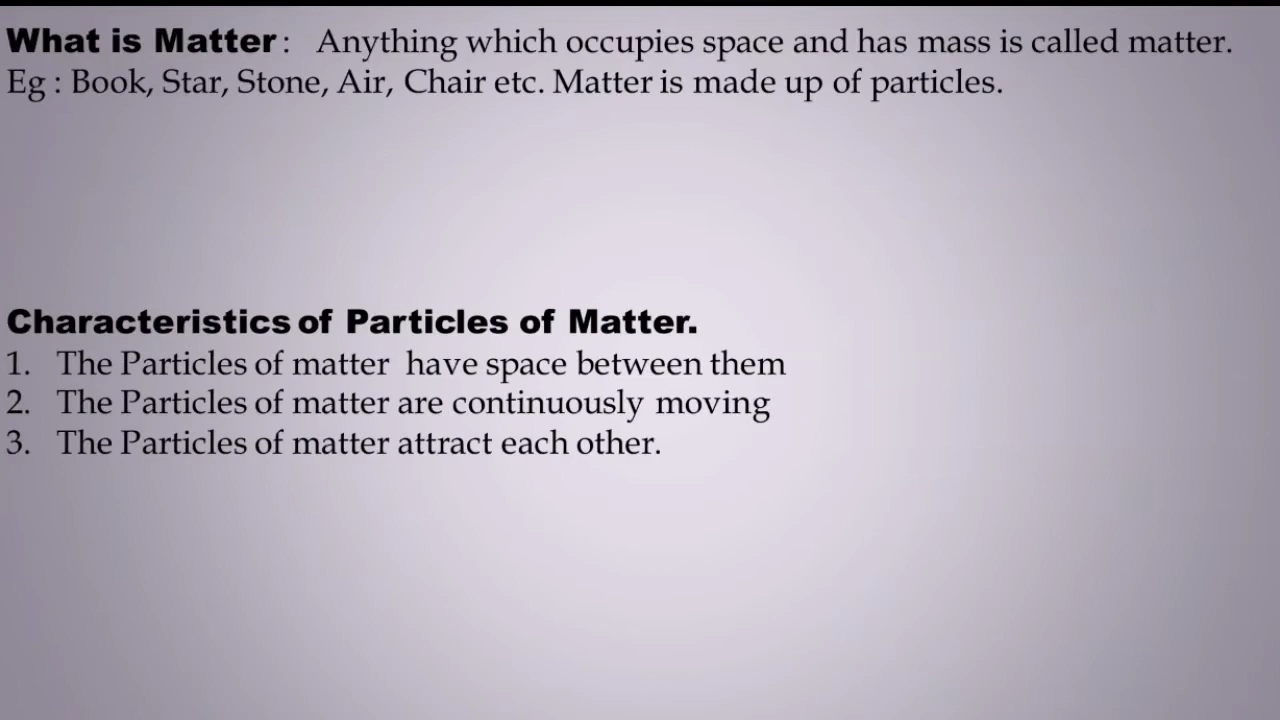 What is Matter : Anything which occupies space and has mass is called matter.
Eg : Book, Star, Stone, Air, Chair etc. Matter is made up of particles.
Characteristics of Particles of Matter.
1. The Particles of matter have space between them
2. The Particles of matter are continuously moving
3. The Particles of matter attract each other.